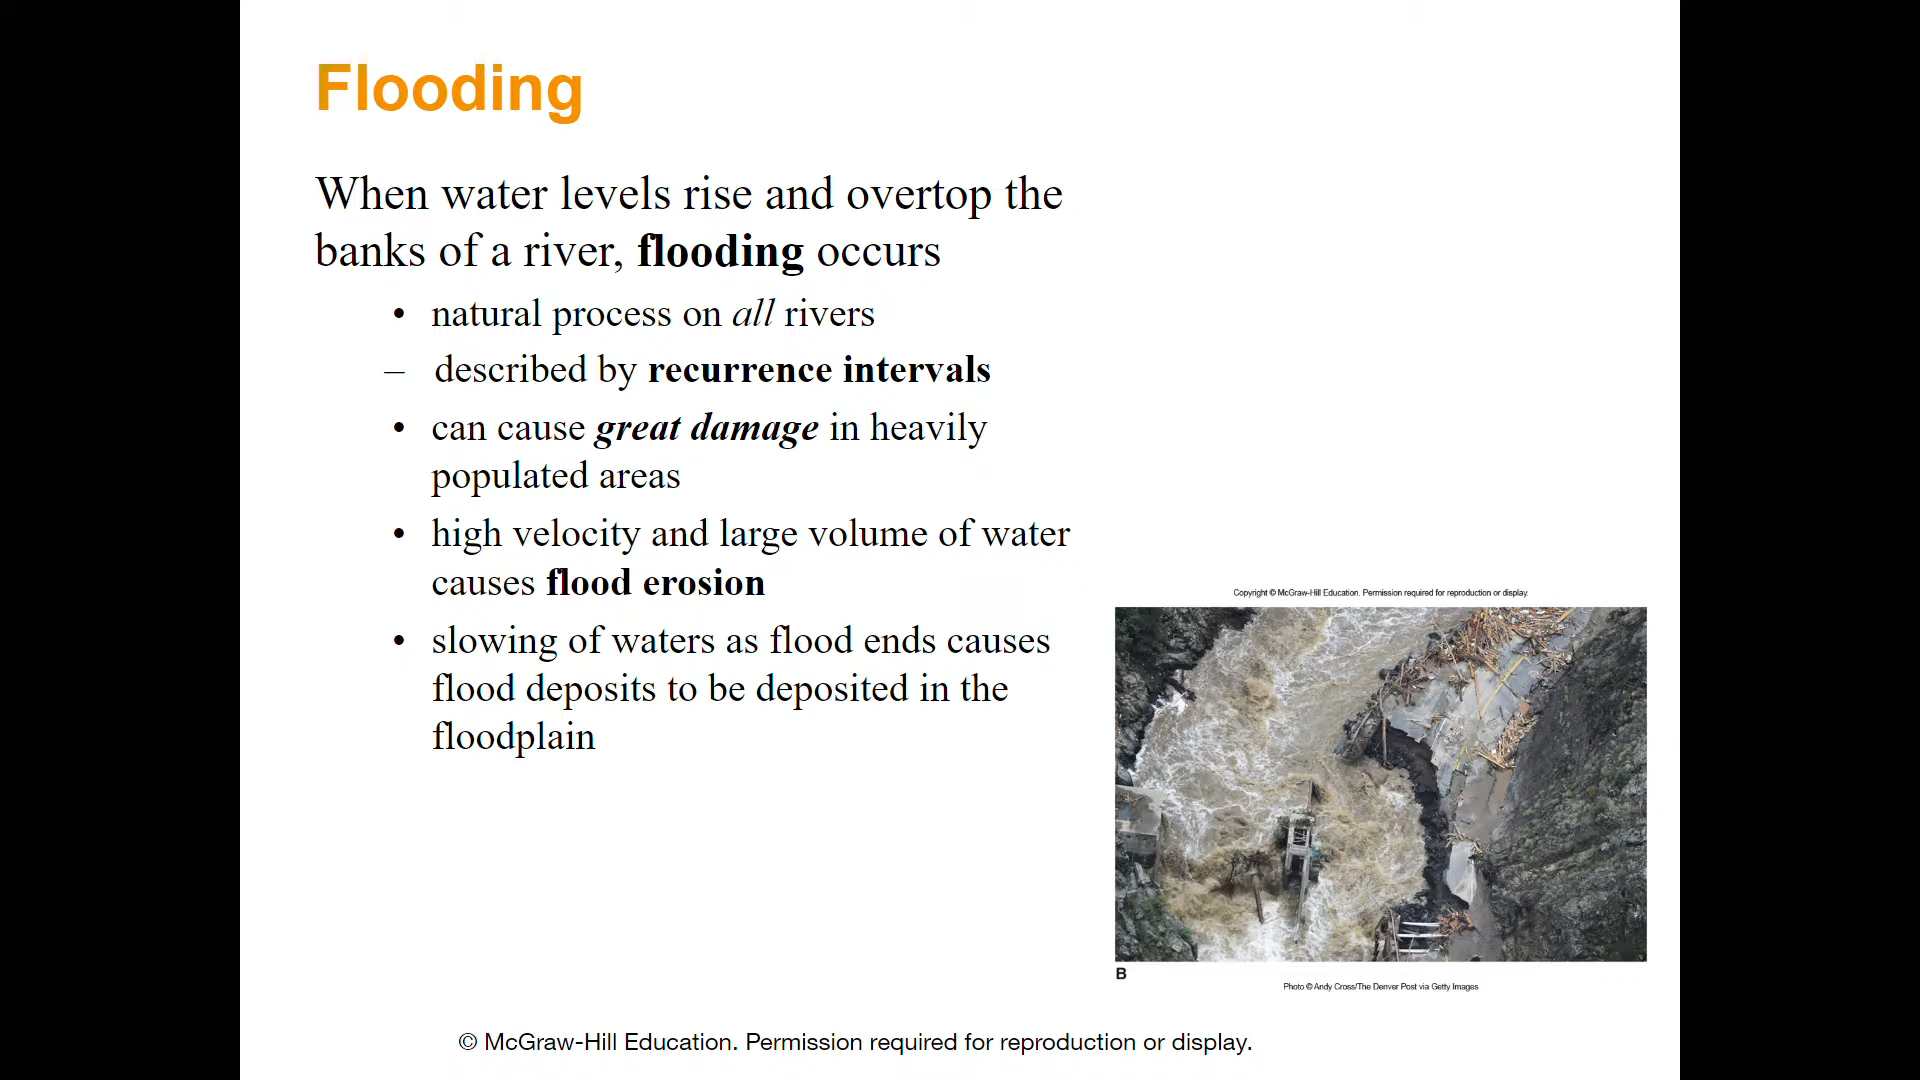 Flooding
When water levels rise and overtop the
banks of a river, flooding occurs
• natural process on all rivers
– described by recurrence intervals
• can cause great damage in heavily
populated areas
• high velocity and large volume of water
causes flood erosion
• slowing of waters as flood ends causes
flood deposits to be deposited in the
floodplain
Copyright © McGraw-Hill Education. Permission required for reproduction or display.
B
Photo © Andy Cross/The Denver Post via Getty Images
© McGraw-Hill Education. Permission required for reproduction or display.